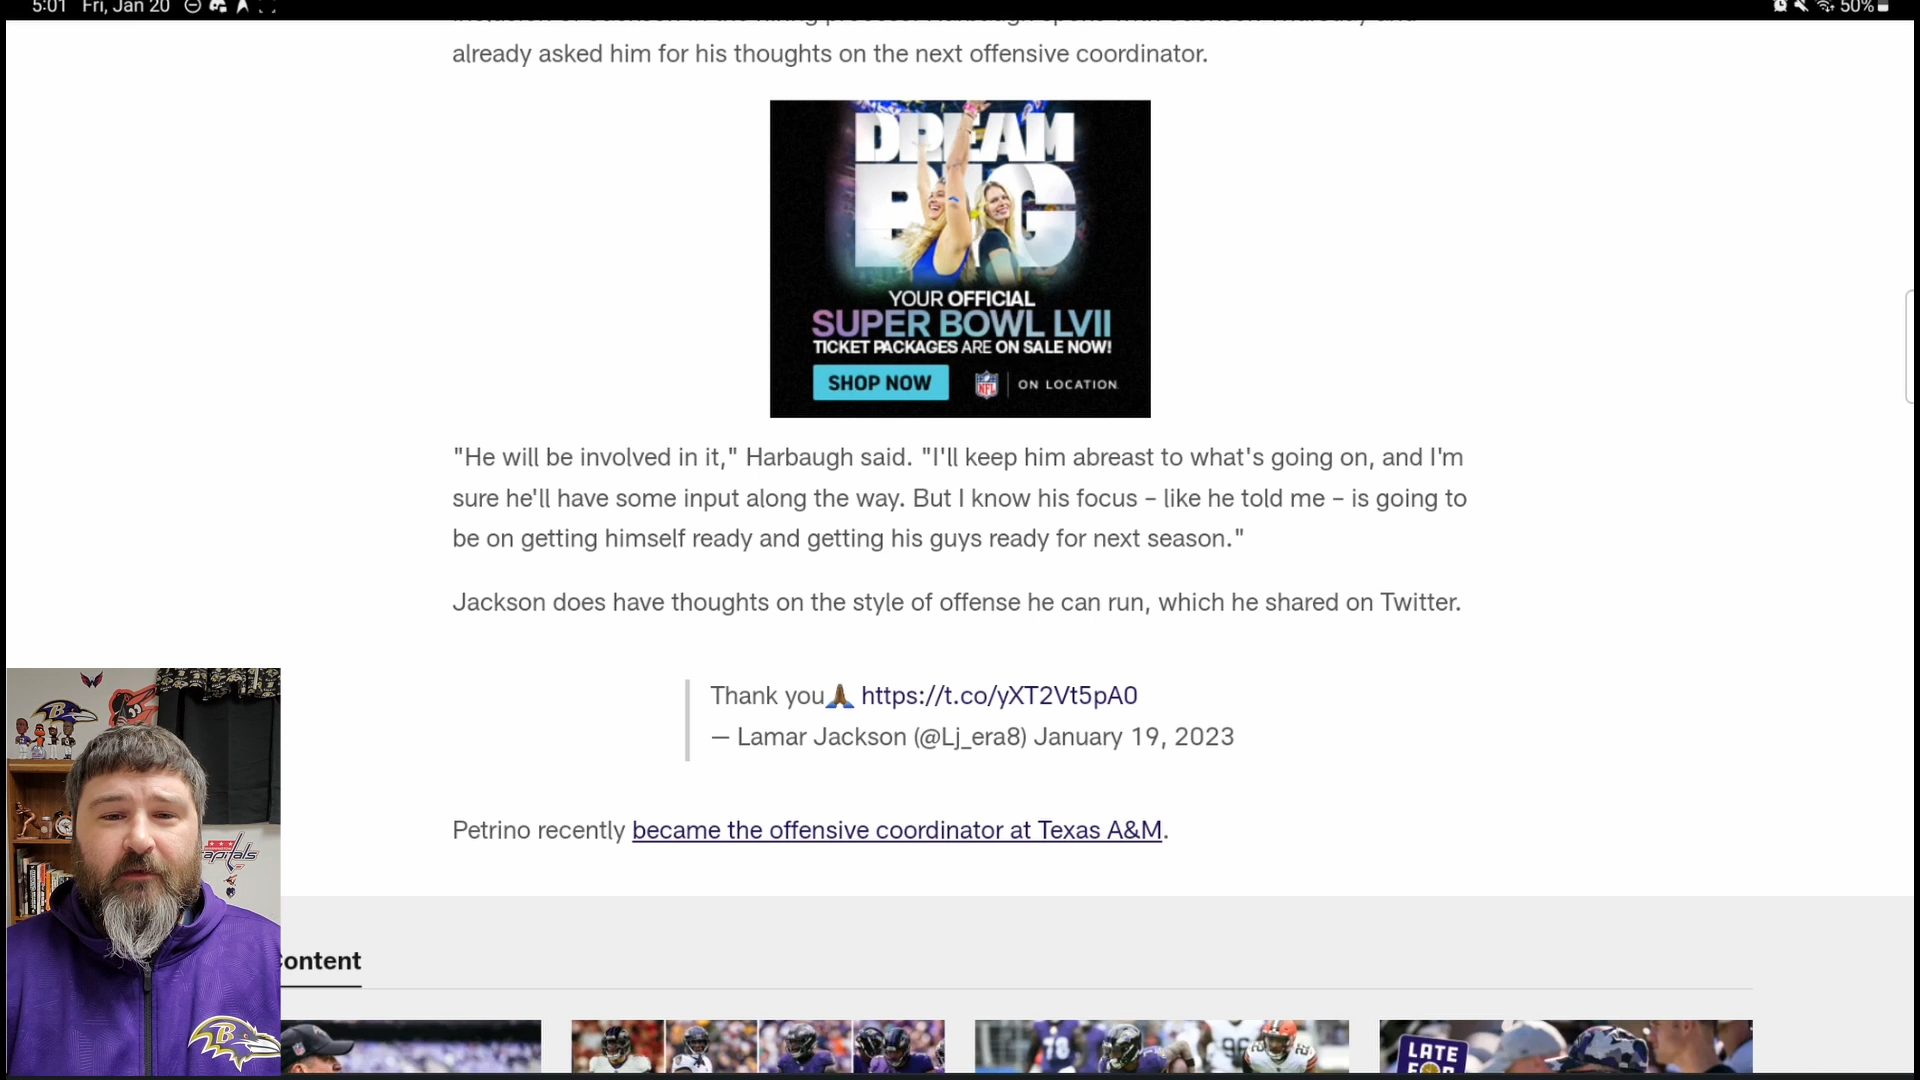 5:01 Fri, Jan 20
50%
already asked him for his thoughts on the next offensive coordinator.
DREAM
BIG
YOUR OFFICIAL
SUPER BOWL LVII
TICKET PACKAGES ARE ON SALE NOW!
SHOP NOW
NFL
ON LOCATION
"He will be involved in it," Harbaugh said. "I'll keep him abreast to what's going on, and I'm
sure he'll have some input along the way. But I know his focus – like he told me – is going to
be on getting himself ready and getting his guys ready for next season."
Jackson does have thoughts on the style of offense he can run, which he shared on Twitter.
Thank you🙏🏾 https://t.co/yXT2Vt5pA0
— Lamar Jackson (@Lj_era8) January 19, 2023
Petrino recently became the offensive coordinator at Texas A&M.
capitals
B
B
ontent
78
96
LATE
FOR